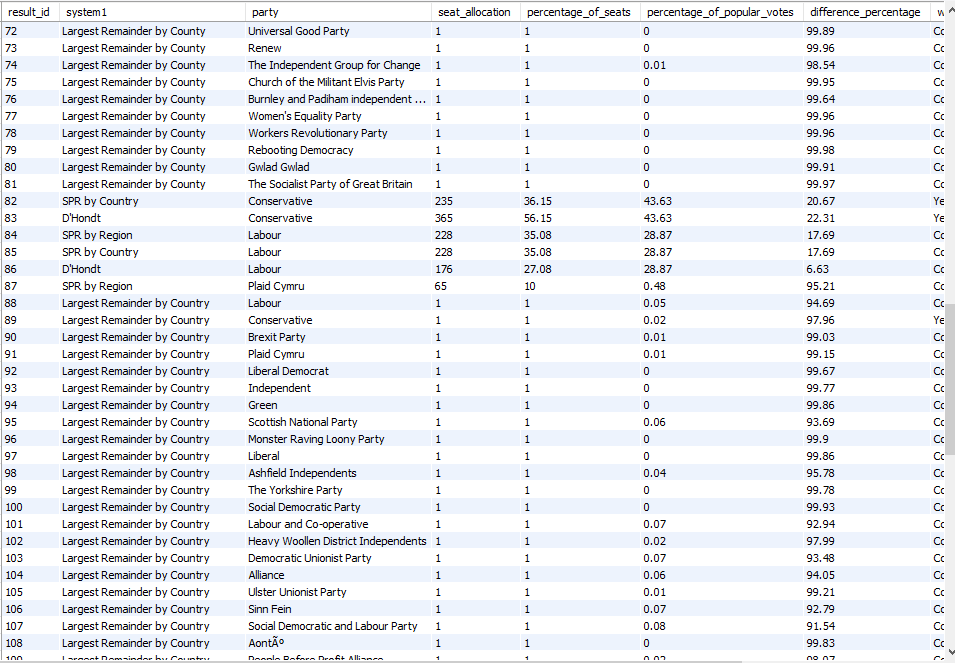 result_id system1 party seat_allocation percentage_of_seats percentage_of_popular_votes difference_percentage w
72 Largest Remainder by County Universal Good Party 1 1 0 99.89 Co
73 Largest Remainder by County Renew 1 1 0 99.96 Co
74 Largest Remainder by County The Independent Group for Change 1 1 0.01 98.54 Co
75 Largest Remainder by County Church of the Militant Elvis Party 1 1 0 99.95 Co
76 Largest Remainder by County Burnley and Padiham independent ... 1 1 0 99.64 Co
77 Largest Remainder by County Women's Equality Party 1 1 0 99.96 Co
78 Largest Remainder by County Workers Revolutionary Party 1 1 0 99.96 Co
79 Largest Remainder by County Rebooting Democracy 1 1 0 99.98 Co
80 Largest Remainder by County Gwlad Gwlad 1 1 0 99.91 Co
81 Largest Remainder by County The Socialist Party of Great Britain 1 1 0 99.97 Co
82 SPR by Country Conservative 235 36.15 43.63 20.67 Ye
83 D'Hondt Conservative 365 56.15 43.63 22.31 Ye
84 SPR by Region Labour 228 35.08 28.87 17.69 Co
85 SPR by Country Labour 228 35.08 28.87 17.69 Co
86 D'Hondt Labour 176 27.08 28.87 6.63 Co
87 SPR by Region Plaid Cymru 65 10 0.48 95.21 Co
88 Largest Remainder by Country Labour 1 1 0.05 94.69 Co
89 Largest Remainder by Country Conservative 1 1 0.02 97.96 Ye
90 Largest Remainder by Country Brexit Party 1 1 0.01 99.03 Co
91 Largest Remainder by Country Plaid Cymru 1 1 0.01 99.15 Co
92 Largest Remainder by Country Liberal Democrat 1 1 0 99.67 Co
93 Largest Remainder by Country Independent 1 1 0 99.77 Co
94 Largest Remainder by Country Green 1 1 0 99.86 Co
95 Largest Remainder by Country Scottish National Party 1 1 0.06 93.69 Co
96 Largest Remainder by Country Monster Raving Loony Party 1 1 0 99.9 Co
97 Largest Remainder by Country Liberal 1 1 0 99.86 Co
98 Largest Remainder by Country Ashfield Independents 1 1 0.04 95.78 Co
99 Largest Remainder by Country The Yorkshire Party 1 1 0 99.78 Co
100 Largest Remainder by Country Social Democratic Party 1 1 0 99.93 Co
101 Largest Remainder by Country Labour and Co-operative 1 1 0.07 92.94 Co
102 Largest Remainder by Country Heavy Woollen District Independents 1 1 0.02 97.99 Co
103 Largest Remainder by Country Democratic Unionist Party 1 1 0.07 93.48 Co
104 Largest Remainder by Country Alliance 1 1 0.06 94.05 Co
105 Largest Remainder by Country Ulster Unionist Party 1 1 0.01 99.21 Co
106 Largest Remainder by Country Sinn Fein 1 1 0.07 92.79 Co
107 Largest Remainder by Country Social Democratic and Labour Party 1 1 0.08 91.54 Co
108 Largest Remainder by Country AontÃº 1 1 0 99.83 Co
109 Largest Remainder by Country People Before Profit Alliance 1 1 0.02 98.07 Co